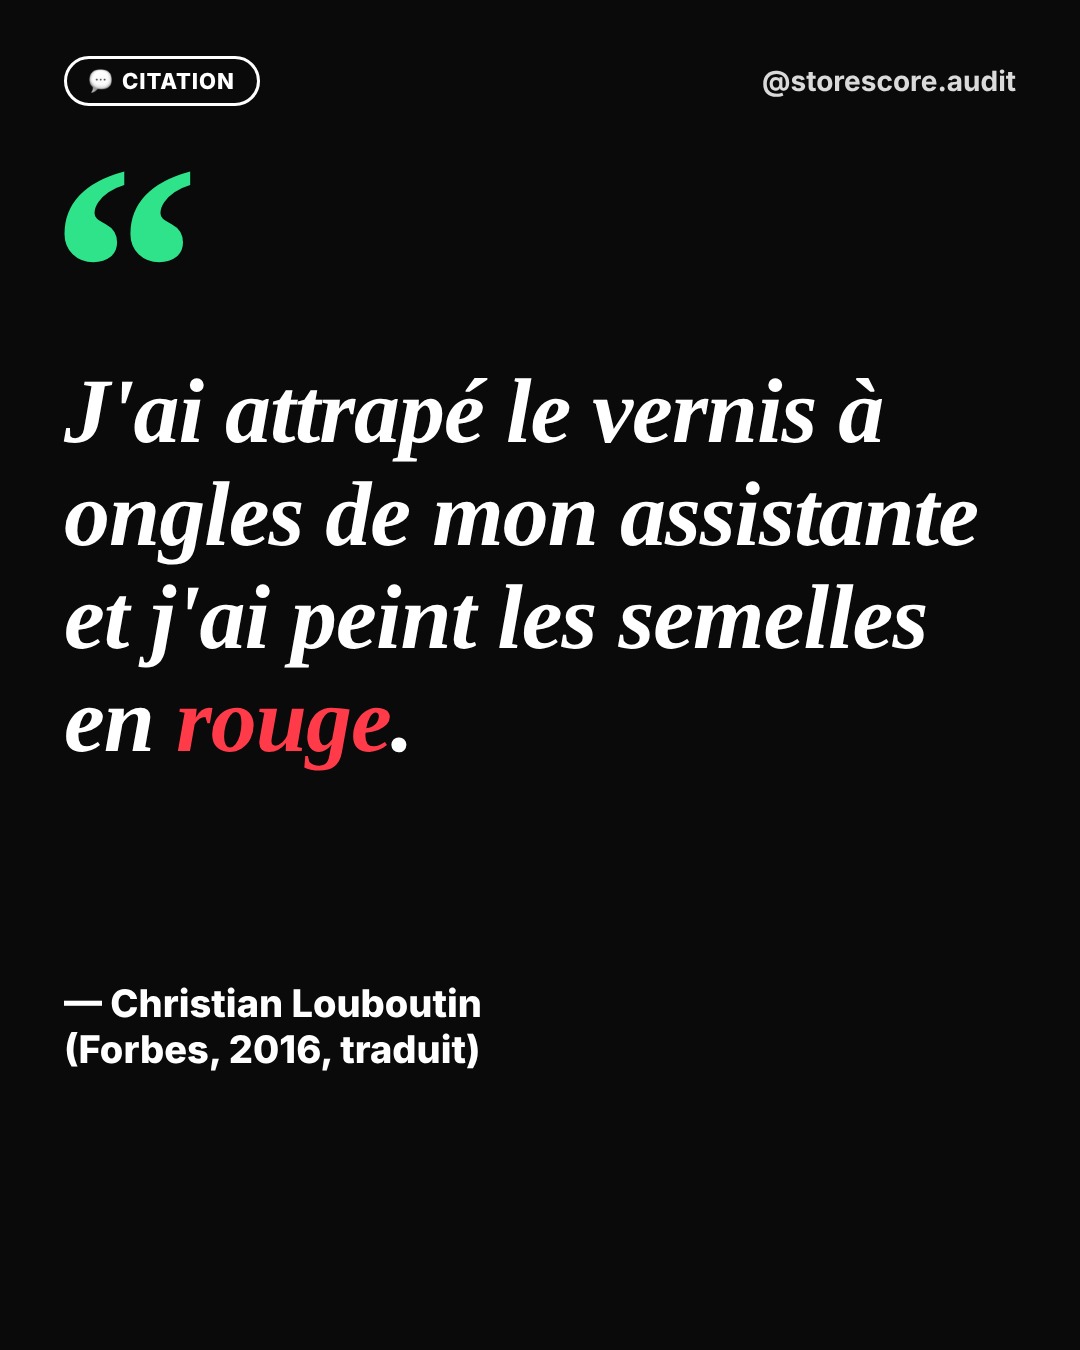 💬 CITATION
@storescore.audit
“
J'ai attrapé le vernis à
ongles de mon assistante
et j'ai peint les semelles
en rouge.
— Christian Louboutin
(Forbes, 2016, traduit)